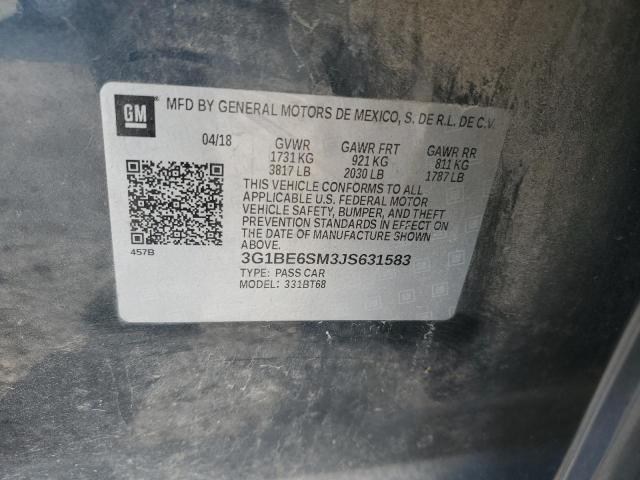 GM
MFD BY GENERAL MOTORS DE MEXICO, S. DE R.L. DE C.V.
04/18 GVWR GAWR FRT GAWR RR
1731 KG 921 KG 811 KG
3817 LB 2030 LB 1787 LB
THIS VEHICLE CONFORMS TO ALL
APPLICABLE U.S. FEDERAL MOTOR
VEHICLE SAFETY, BUMPER, AND THEFT
PREVENTION STANDARDS IN EFFECT ON
THE DATE OF MANUFACTURE SHOWN
ABOVE.
457B
3G1BE6SM3JS631583
TYPE: PASS CAR
MODEL: 331BT68